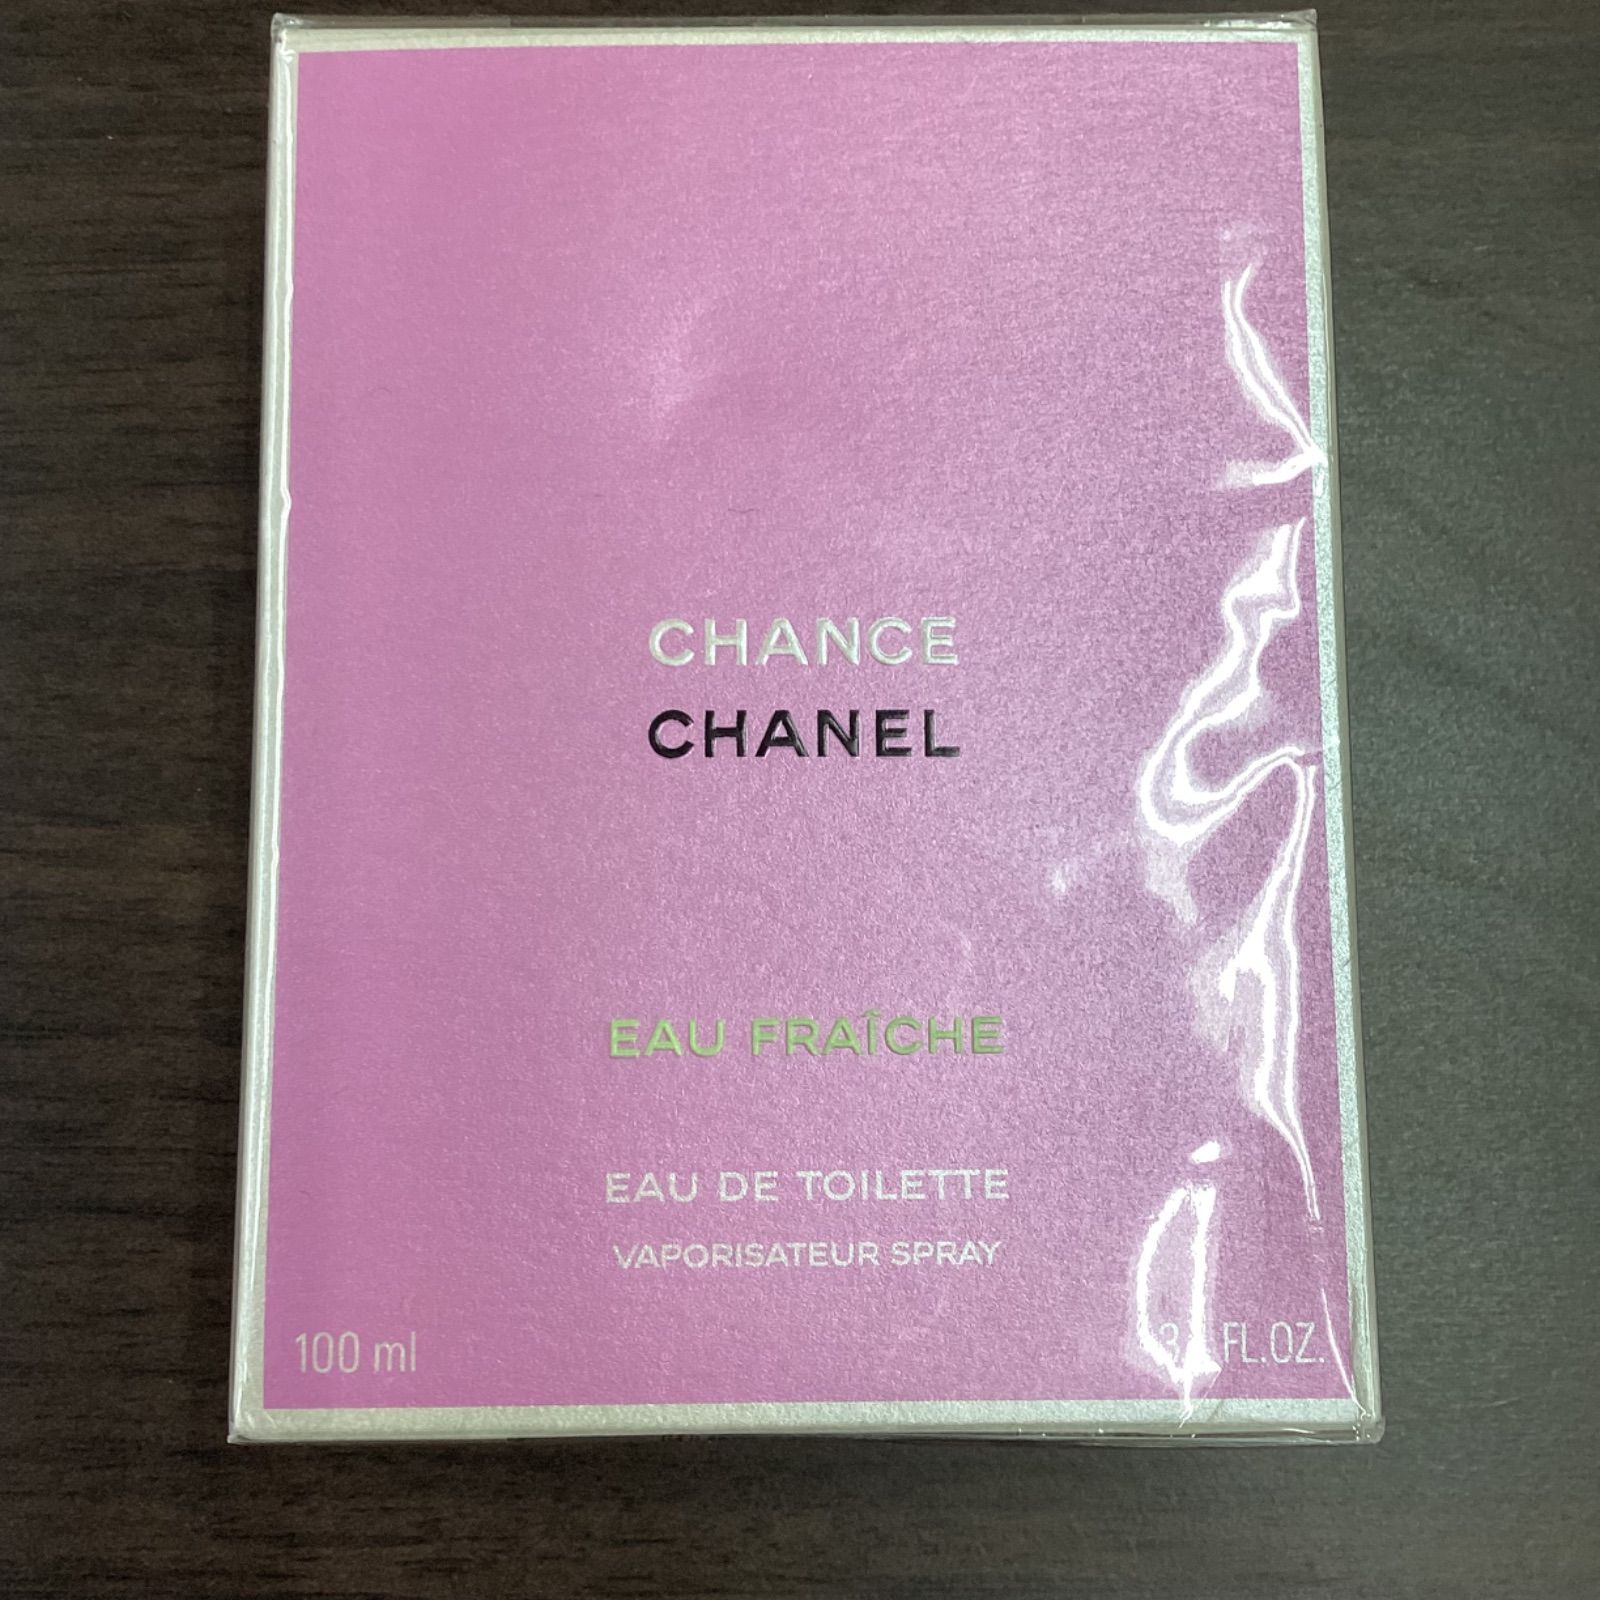 CHANCE
CHANEL
EAU FRAÎCHE
EAU DE TOILETTE
VAPORISATEUR SPRAY
100 ml
FL.OZ.